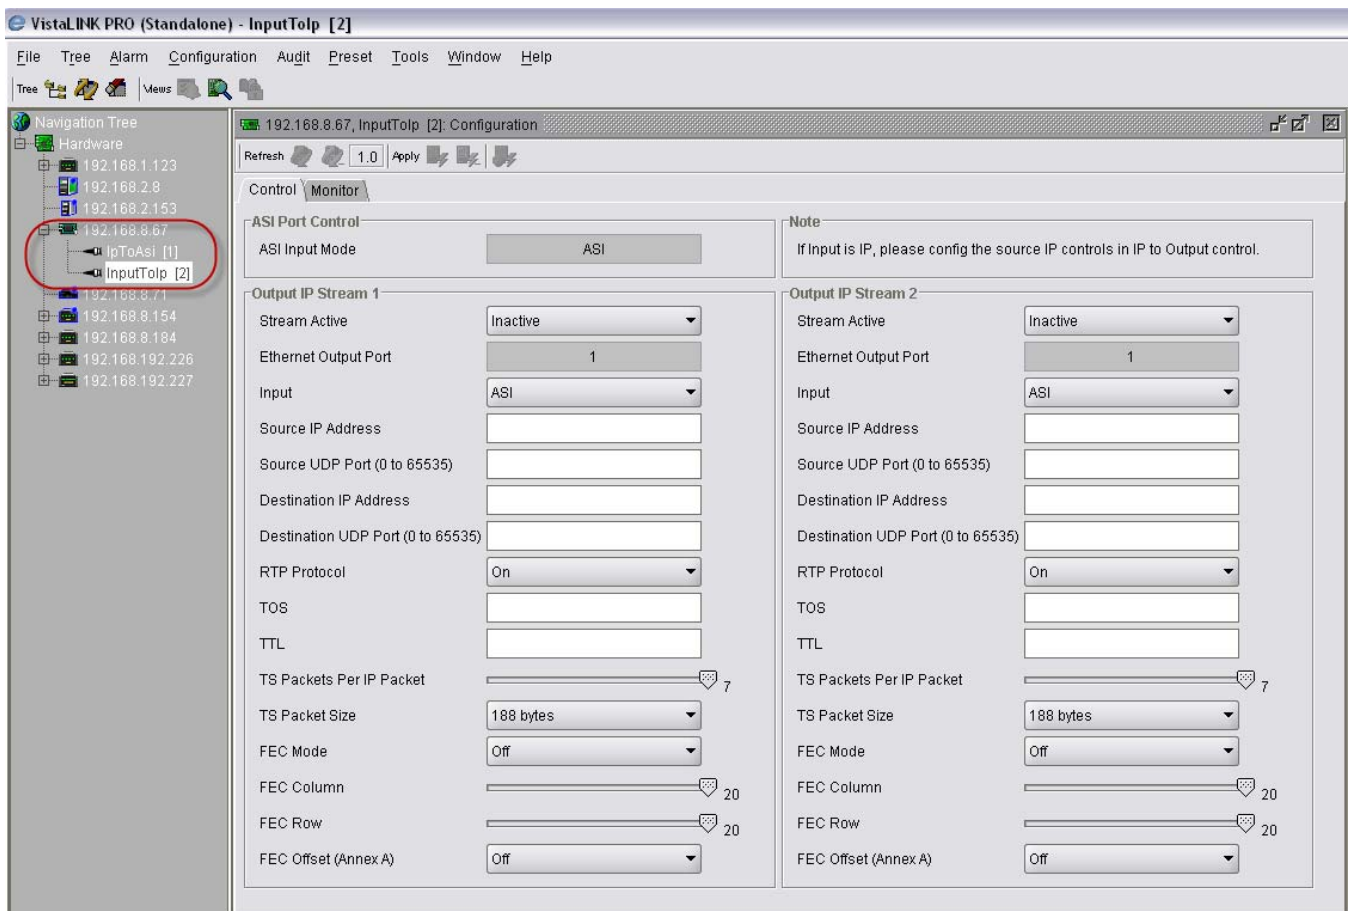 VistaLINK PRO (Standalone) - InputToIp [2]
File Tree Alarm Configuration Audit Preset Tools Window Help
Tree Views
Navigation Tree
Hardware
192.168.1.123
192.168.2.8
192.168.2.153
192.168.8.67
IpToAsi [1]
InputToIp [2]
192.168.8.71
192.168.8.154
192.168.8.184
192.168.192.226
192.168.192.227
192.168.8.67, InputToIp [2]: Configuration
Refresh 1.0 Apply
Control Monitor
ASI Port Control
ASI Input Mode ASI
Note
If Input is IP, please config the source IP controls in IP to Output control.
Output IP Stream 1
Stream Active Inactive
Ethernet Output Port 1
Input ASI
Source IP Address
Source UDP Port (0 to 65535)
Destination IP Address
Destination UDP Port (0 to 65535)
RTP Protocol On
TOS
TTL
TS Packets Per IP Packet 7
TS Packet Size 188 bytes
FEC Mode Off
FEC Column 20
FEC Row 20
FEC Offset (Annex A) Off
Output IP Stream 2
Stream Active Inactive
Ethernet Output Port 1
Input ASI
Source IP Address
Source UDP Port (0 to 65535)
Destination IP Address
Destination UDP Port (0 to 65535)
RTP Protocol On
TOS
TTL
TS Packets Per IP Packet 7
TS Packet Size 188 bytes
FEC Mode Off
FEC Column 20
FEC Row 20
FEC Offset (Annex A) Off